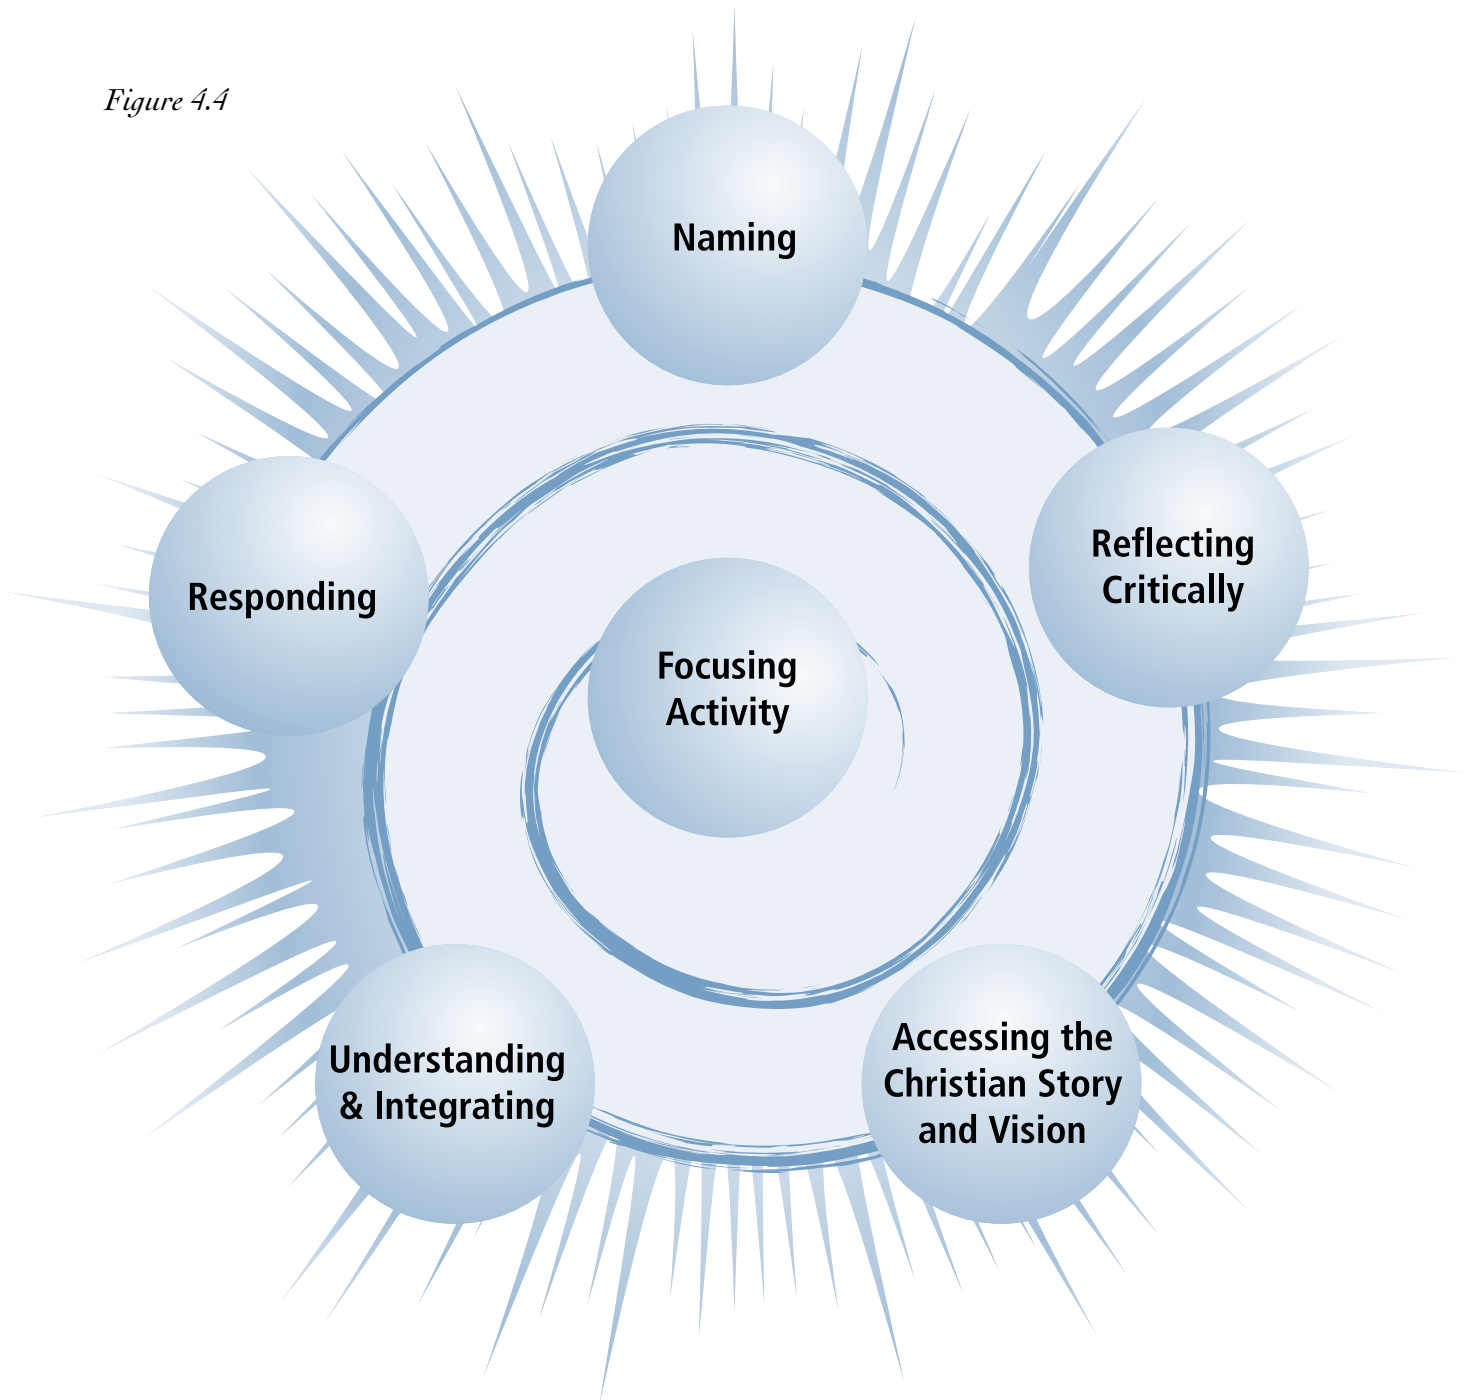 Figure 4.4
Naming
Reflecting
Critically
Responding
Focusing
Activity
Accessing the
Christian Story
and Vision
Understanding
& Integrating